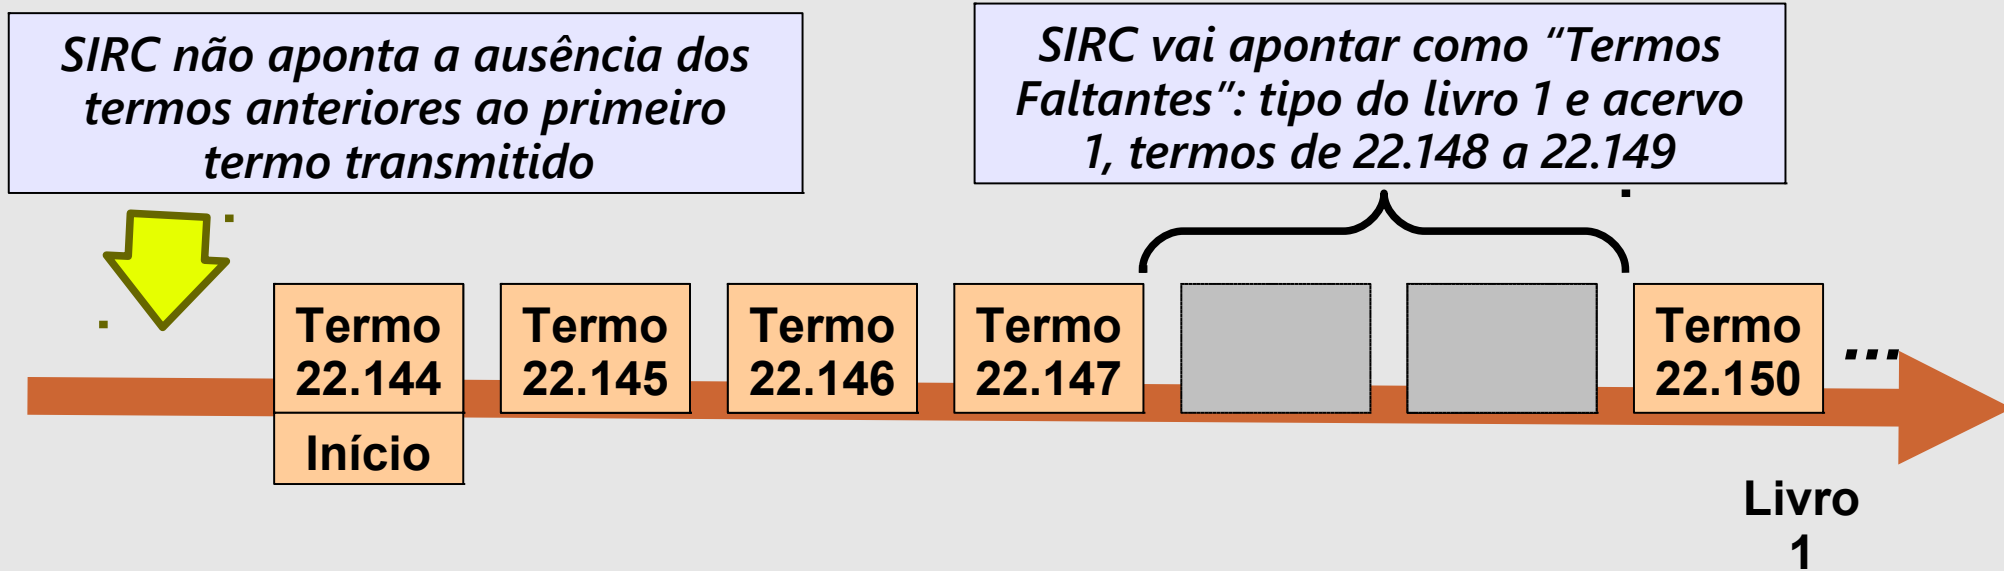 SIRC não aponta a ausência dos
termos anteriores ao primeiro
termo transmitido
SIRC vai apontar como “Termos
Faltantes”: tipo do livro 1 e acervo
1, termos de 22.148 a 22.149
Termo
22.144
Início
Termo
22.145
Termo
22.146
Termo
22.147
Termo
22.150
...
Livro
1